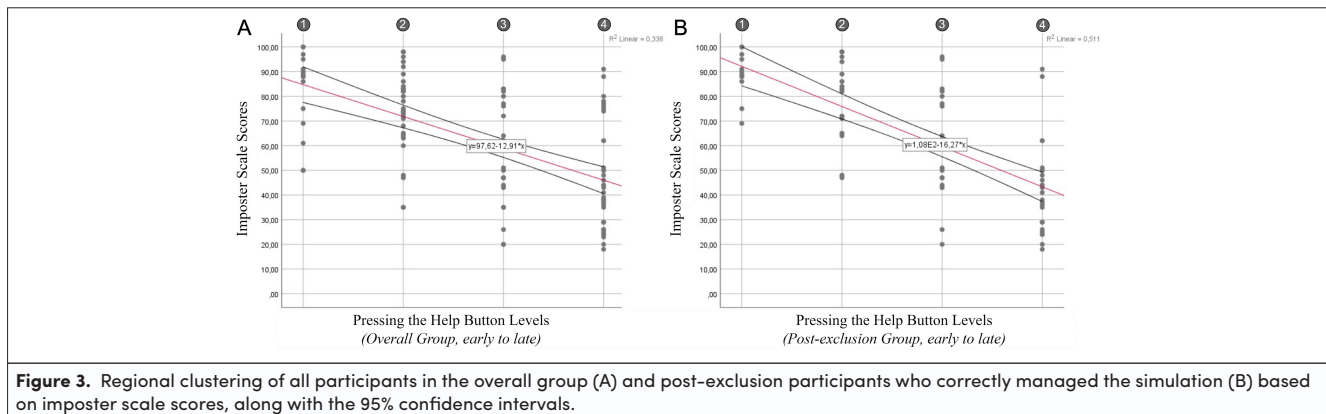 A
1 2 3 4
R² Linear = 0,338
100,00
90,00
80,00
70,00
60,00
50,00
40,00
30,00
20,00
10,00
,00
Imposter Scale Scores
y=97,62-12,91*x
Pressing the Help Button Levels
(Overall Group, early to late)
B
1 2 3 4
R² Linear = 0,511
100,00
90,00
80,00
70,00
60,00
50,00
40,00
30,00
20,00
10,00
,00
Imposter Scale Scores
y=1,08E2-16,27*x
Pressing the Help Button Levels
(Post-exclusion Group, early to late)
Figure 3. Regional clustering of all participants in the overall group (A) and post-exclusion participants who correctly managed the simulation (B) based
on imposter scale scores, along with the 95% confidence intervals.